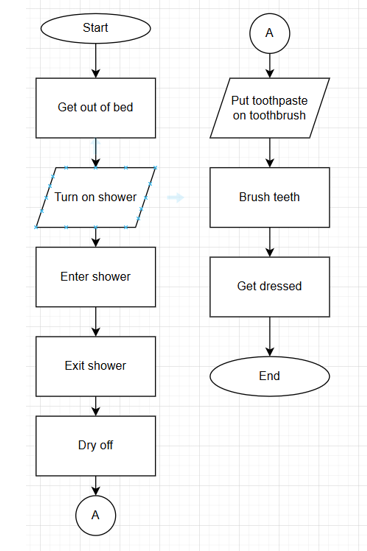 Start
Get out of bed
Turn on shower
Enter shower
Exit shower
Dry off
A
A
Put toothpaste
on toothbrush
Brush teeth
Get dressed
End